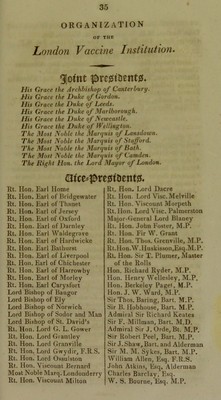 35
ORGANIZATION
OF THE
London Vaccine Institution.
Joint Presidents.
His Grace the Archbishop of Canterbury.
His Grace the Duke of Gordon.
His Grace the Duke of Leeds.
His Grace the Duke of Marlborough.
His Grace the Duke of Newcastle.
His Grace the Duke of Wellington.
The Most Noble the Marquis of Lansdown.
The Most Noble the Marquis of Stafford.
The Most Noble the Marquis of Bath.
The Most Noble the Marquis of Camden.
The Right Hon. the Lord Mayor of London.
Vice-Presidents.
Rt. Hon. Earl Home
Rt. Hon. Earl of Bridgewater
Rt. Hon. Earl of Thanet
Rt. Hon. Earl of Jersey
Rt. Hon. Earl of Oxford
Rt. Hon. Earl of Darnley
Rt. Hon. Earl Waldegrave
Rt. Hon. Earl of Hardwicke
Rt. Hon. Earl Bathurst
Rt. Hon. Earl of Liverpool
Rt. Hon. Earl of Chichester
Rt. Hon. Earl of Harrowby
Rt. Hon. Earl of Morley
Rt. Hon. Earl Carysfort
Lord Bishop of Bangor
Lord Bishop of Ely
Lord Bishop of Norwich
Lord Bishop of Sodor and Man
Lord Bishop of St. David's
Rt. Hon. Lord G. L. Gower
Rt. Hon. Lord Grantley
Rt. Hon. Lord Granville
Rt. Hon. Lord Gwydir, F.R.S.
Rt. Hon. Lord Ossulston
Rt. Hon. Viscount Bernard
Most Noble Marq. Londonderry
Rt. Hon. Viscount Milton
Rt. Hon. Lord Dacre
Rt. Hon. Lord Visc. Melville
Rt. Hon. Viscount Morpeth
Rt. Hon. Lord Visc. Palmerston
Major-General Lord Blaney
Rt. Hon. John Foster, M.P.
Rt. Hon. Sir W. Grant
Rt. Hon. Thos. Grenville, M.P.
Rt. Hon. W. Huskisson, Esq. M.P.
Rt. Hon. Sir T. Plumer, Master
of the Rolls
Hon. Richard Ryder, M.P.
Hon. Henry Wellesley, M.P.
Hon. Berkeley Paget, M.P.
Hon. J. W. Ward, M.P.
Sir Thos. Baring, Bart. M.P.
Sir B. Hobhouse, Bart. M.P.
Admiral Sir Richard Keates
Sir F. Millman, Bart. M.D.
Admiral Sir J. Orde, Bt. M.P.
Sir Robert Peel, Bart. M.P.
Sir J. Shaw, Bart. and Alderman
Sir M. M. Sykes, Bart. M.P.
William Allen, Esq. F.R.S.
John Atkins, Esq. Alderman
Charles Barclay, Esq.
W. S. Bourne, Esq. M.P.